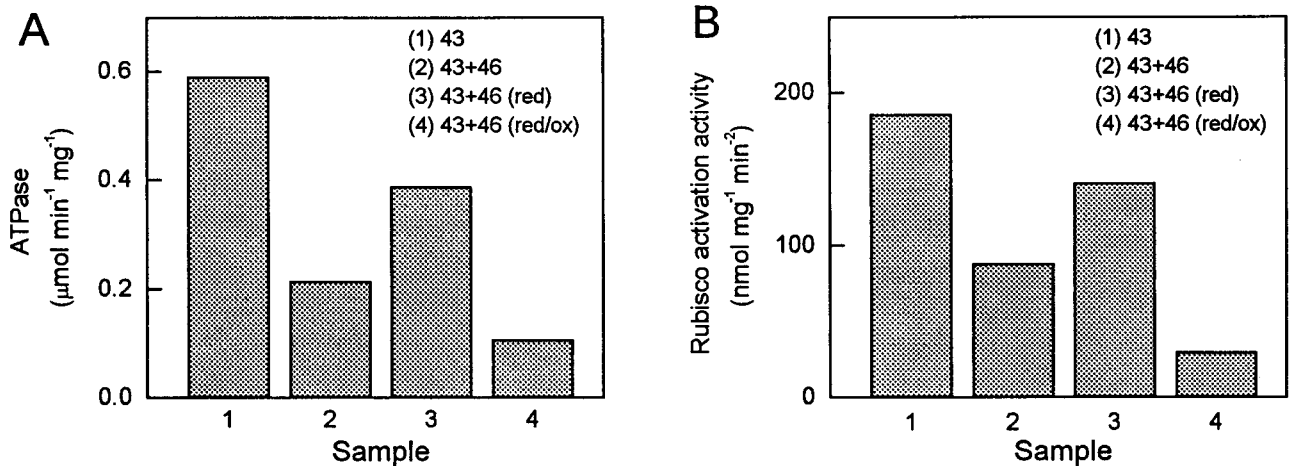 A
ATPase
(μmol min⁻¹ mg⁻¹)
0.6
0.4
0.2
0.0
(1) 43
(2) 43+46
(3) 43+46 (red)
(4) 43+46 (red/ox)
1 2 3 4
Sample
B
Rubisco activation activity
(nmol mg⁻¹ min⁻²)
200
100
0
(1) 43
(2) 43+46
(3) 43+46 (red)
(4) 43+46 (red/ox)
1 2 3 4
Sample